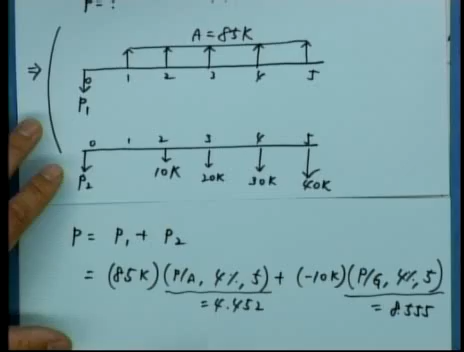 P = ?
A = 85K
⇒
0 1 2 3 4 5
P₁
0 1 2 3 4 5
P₂ 10K 20K 30K 40K
P = P₁ + P₂
= (85K) (P/A, 4%, 5) + (-10K) (P/G, 4%, 5)
= 4.452 = 8.555